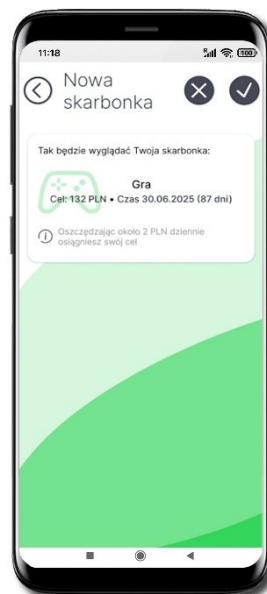 11:18
100
Nowa
skarbonka
Tak będzie wyglądać Twoja skarbonka:
Gra
Cel: 132 PLN • Czas 30.06.2025 (87 dni)
Oszczędzając około 2 PLN dziennie
osiągniesz swój cel